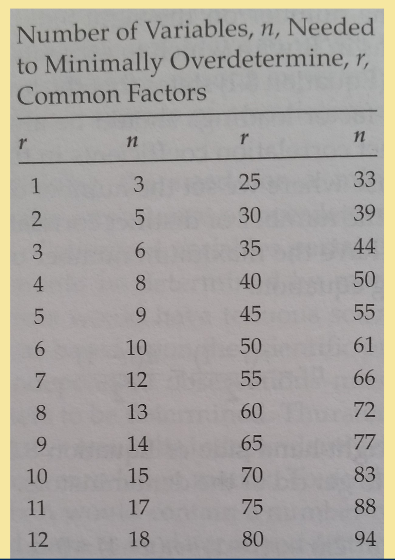 Number of Variables, n, Needed
to Minimally Overdetermine, r,
Common Factors
r n r n
1 3 25 33
2 5 30 39
3 6 35 44
4 8 40 50
5 9 45 55
6 10 50 61
7 12 55 66
8 13 60 72
9 14 65 77
10 15 70 83
11 17 75 88
12 18 80 94